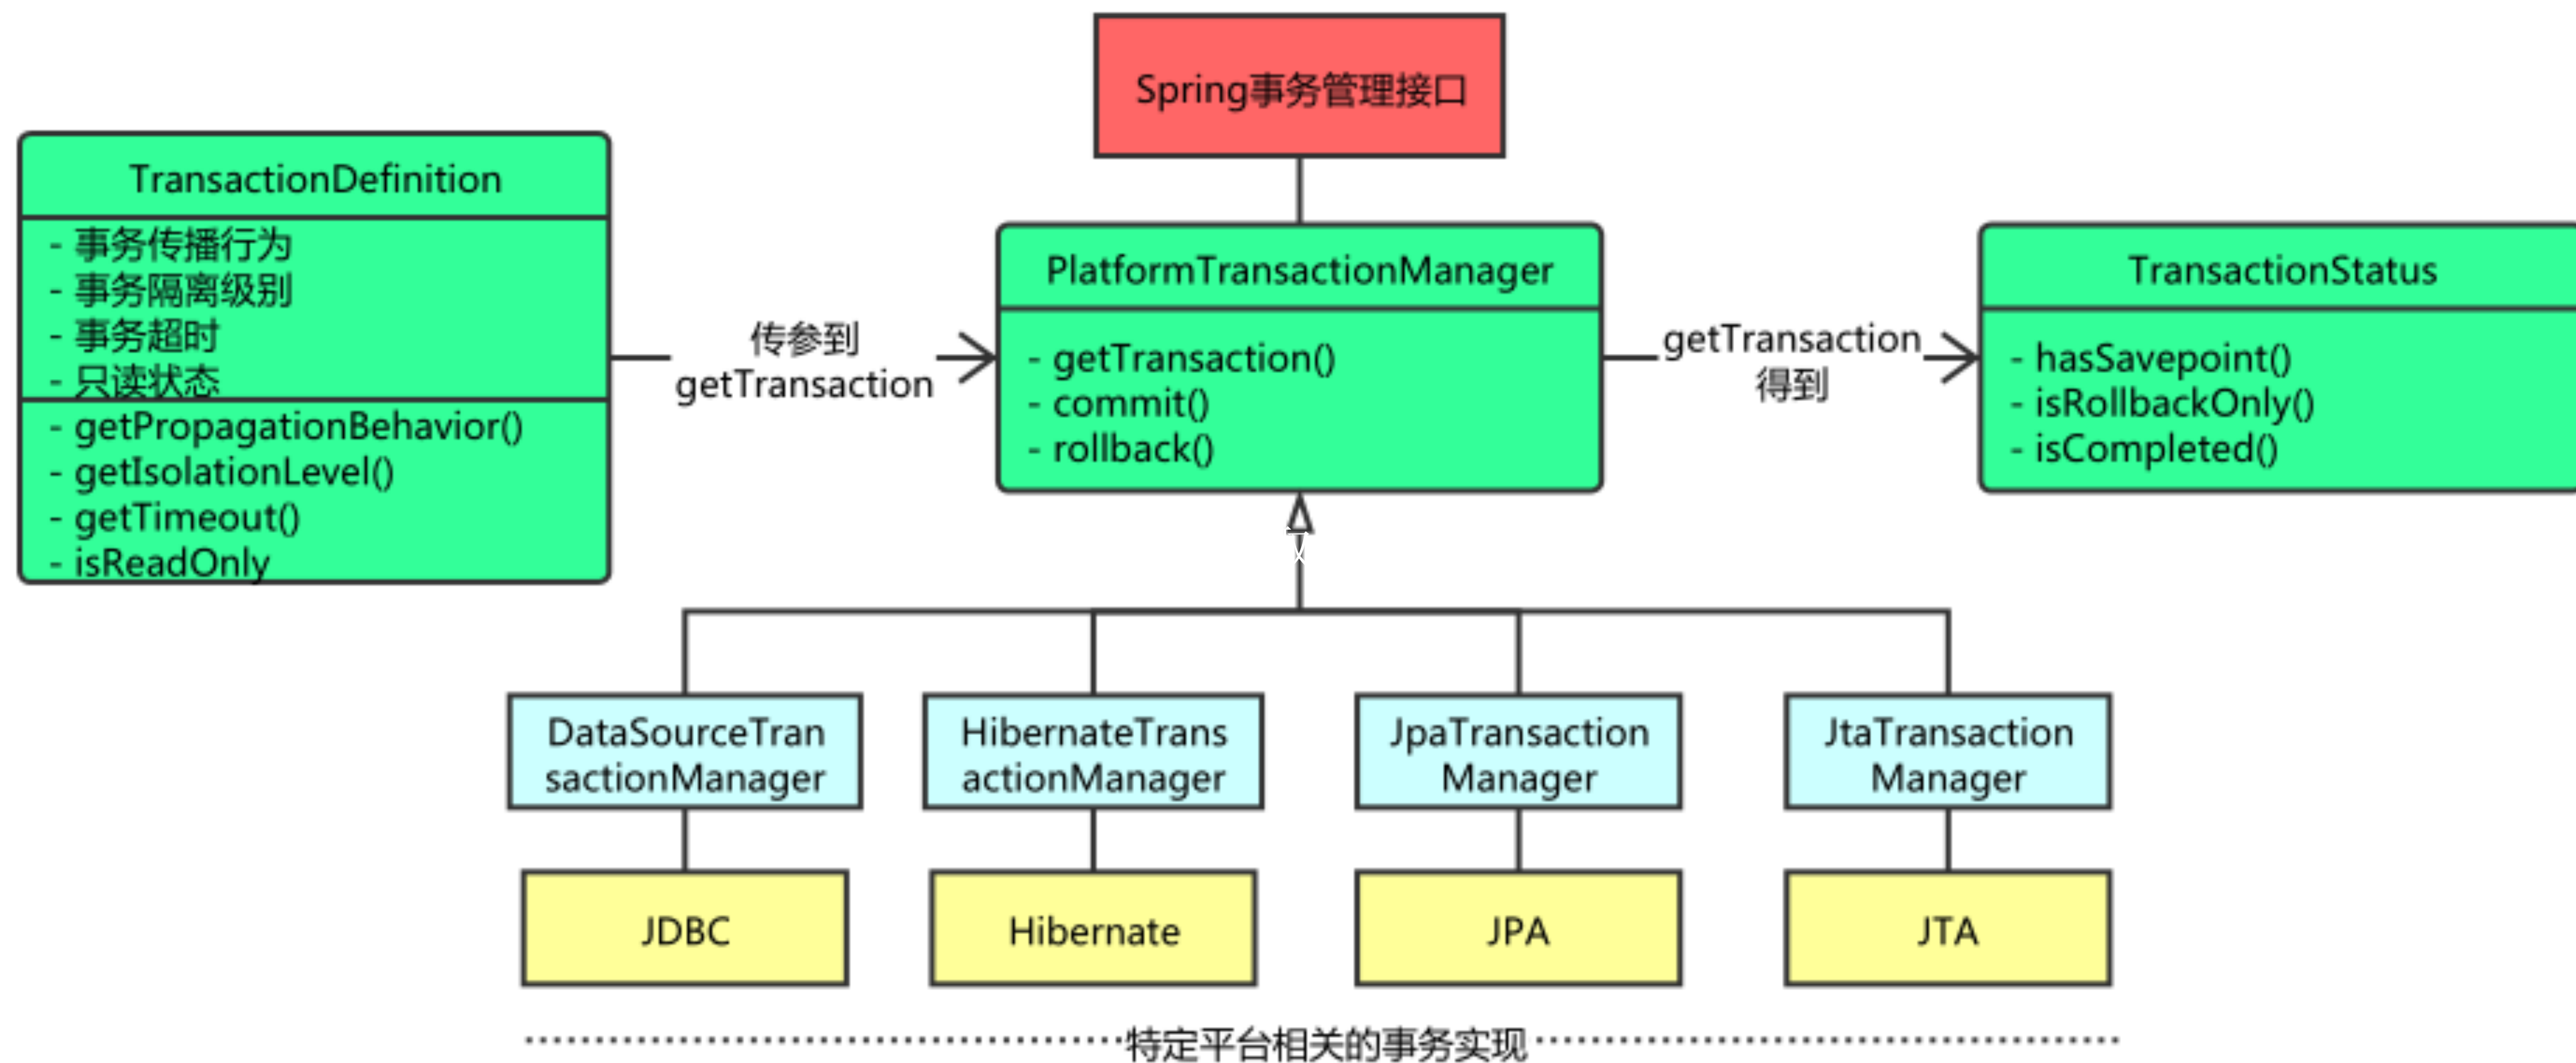 Spring事务管理接口
TransactionDefinition
- 事务传播行为
- 事务隔离级别
- 事务超时
- 只读状态
- getPropagationBehavior()
- getIsolationLevel()
- getTimeout()
- isReadOnly
传参到
getTransaction
PlatformTransactionManager
- getTransaction()
- commit()
- rollback()
getTransaction
得到
TransactionStatus
- hasSavepoint()
- isRollbackOnly()
- isCompleted()
DataSourceTran
sactionManager
HibernateTrans
actionManager
JpaTransaction
Manager
JtaTransaction
Manager
JDBC
Hibernate
JPA
JTA
特定平台相关的事务实现